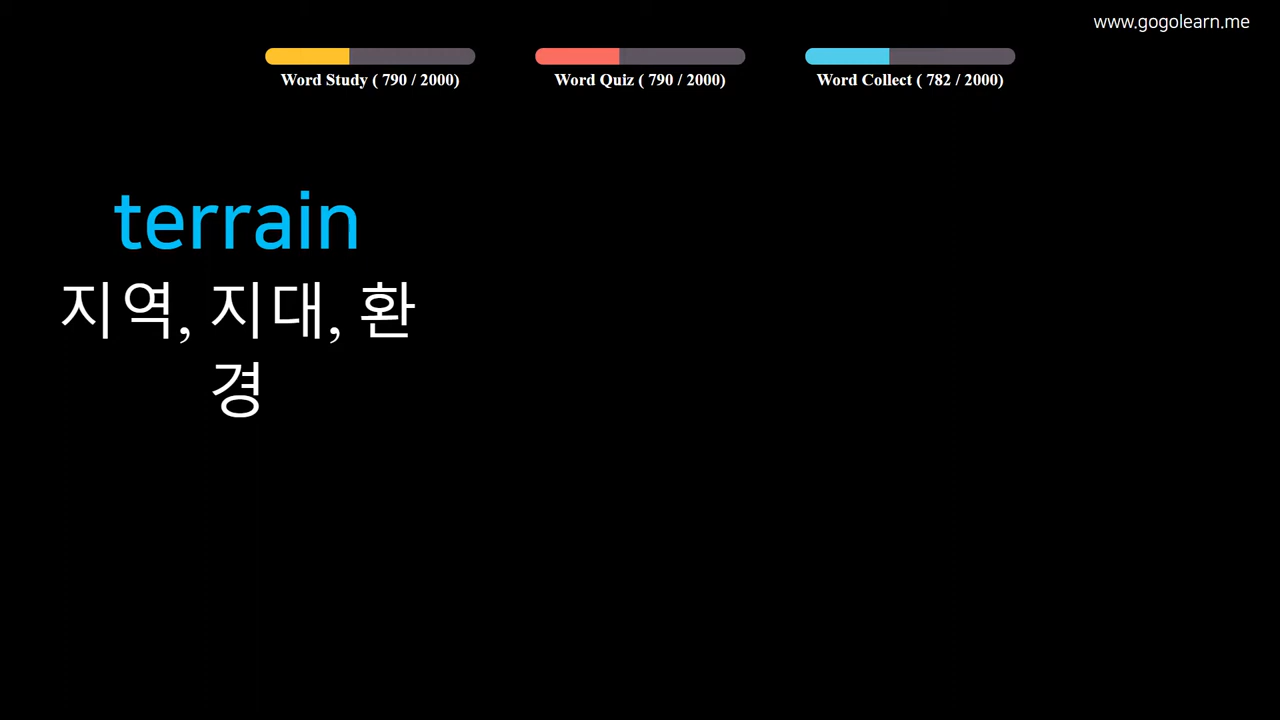 www.gogolearn.me
Word Study ( 790 / 2000)
Word Quiz ( 790 / 2000)
Word Collect ( 782 / 2000)
terrain
지역, 지대, 환
경